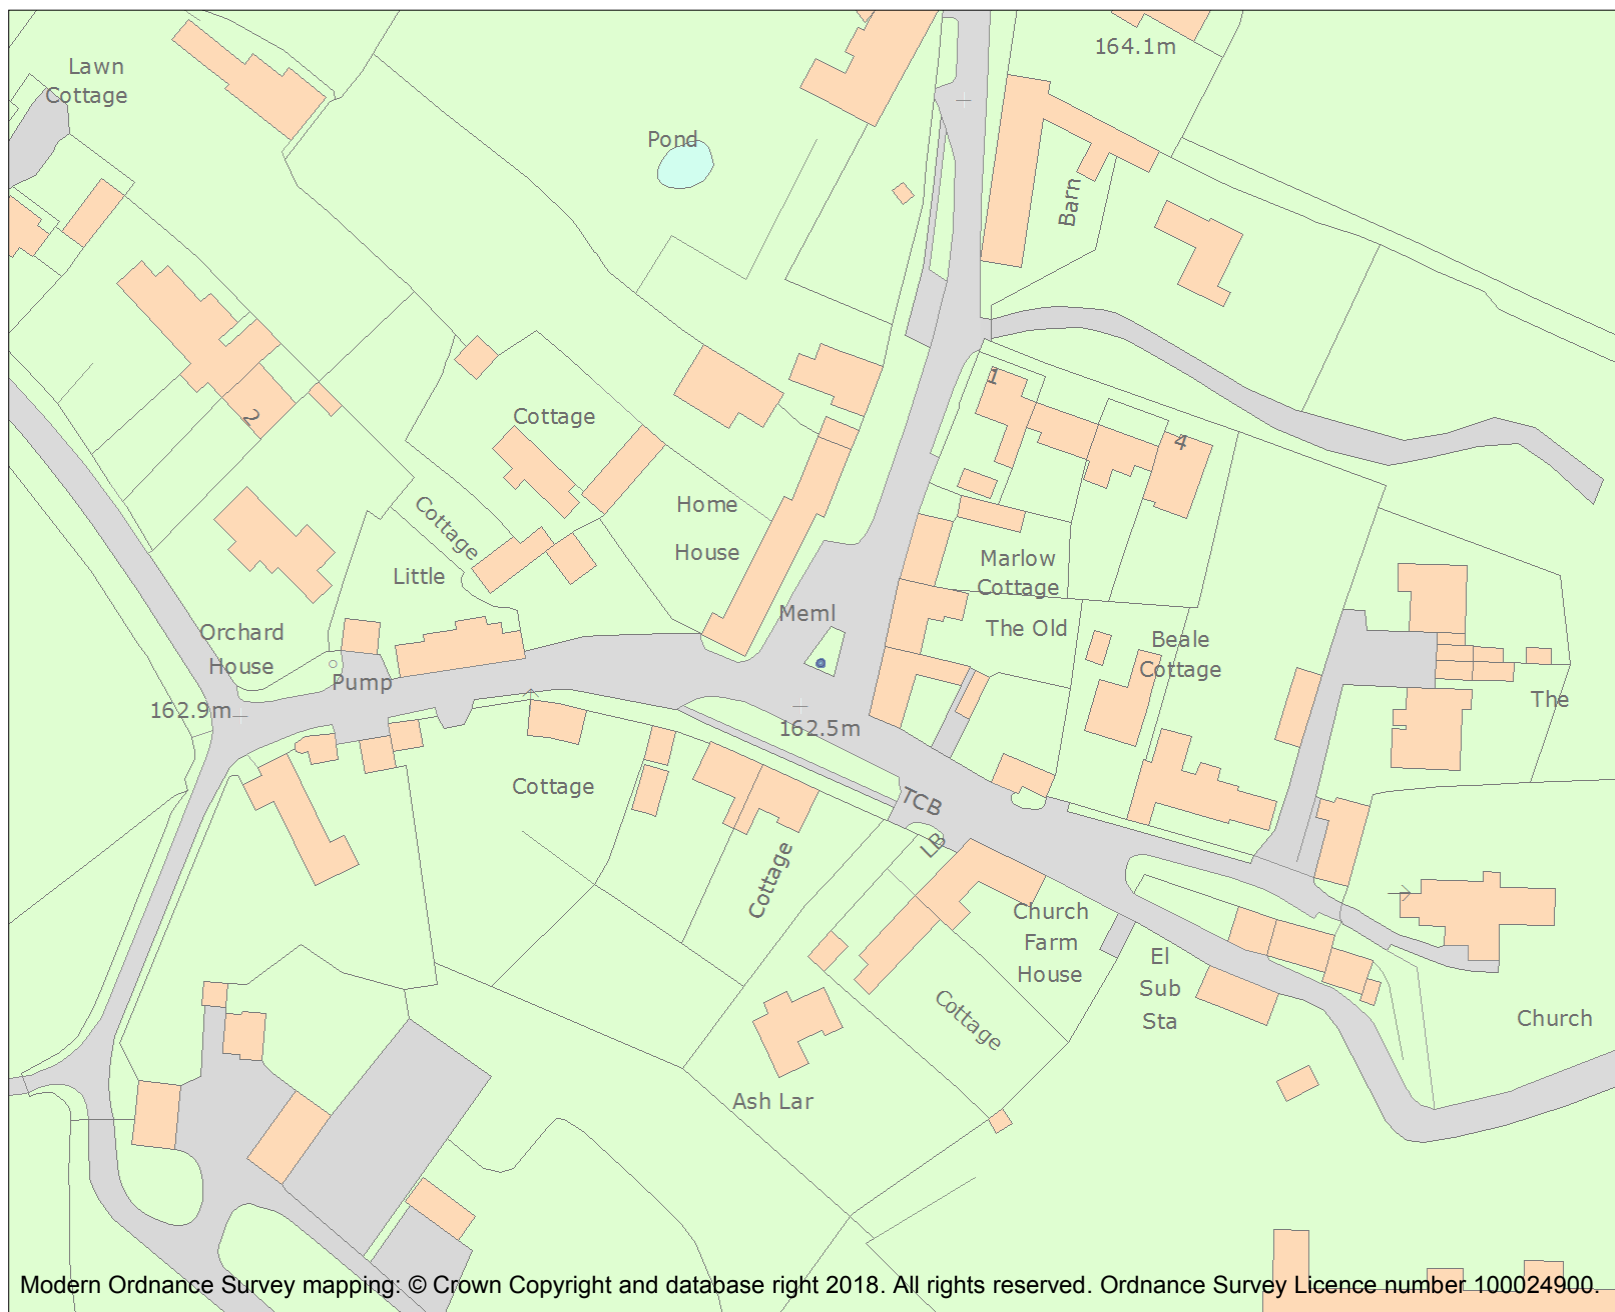 164.1m
Lawn
Cottage
Pond
Barn
1
2
Cottage
4
Home
House
Cottage
Little
Marlow
Cottage
Meml
The Old
Beale
Cottage
Orchard
House
Pump
162.9m
162.5m
The
Cottage
TCB
LB
Cottage
Church
Farm
House
El
Sub
Sta
Cottage
Church
Ash Lar
Modern Ordnance Survey mapping: © Crown Copyright and database right 2018. All rights reserved. Ordnance Survey Licence number 100024900.